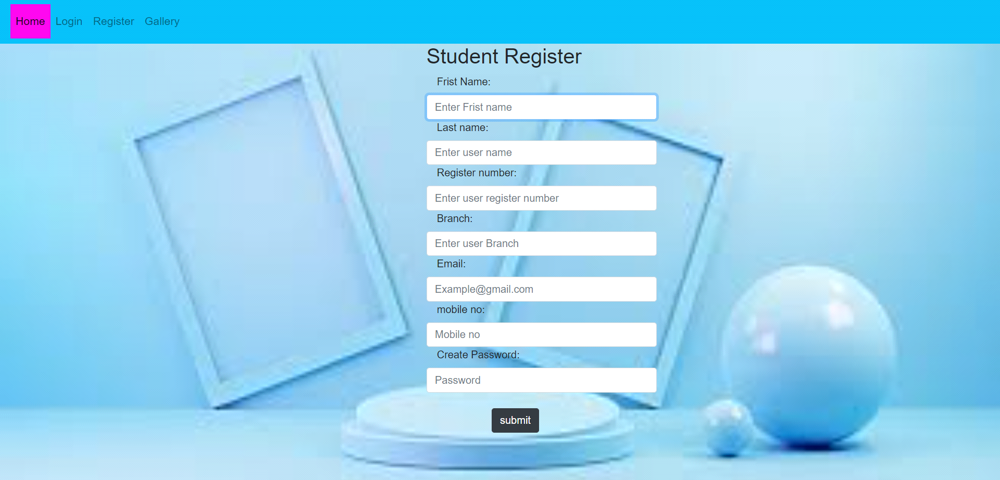 Home Login Register Gallery
Student Register
Frist Name:
Enter Frist name
Last name:
Enter user name
Register number:
Enter user register number
Branch:
Enter user Branch
Email:
Example@gmail.com
mobile no:
Mobile no
Create Password:
Password
submit